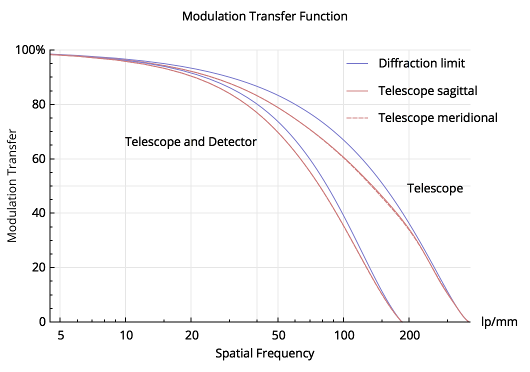 Modulation Transfer Function
100%
80
60
40
20
0
Modulation Transfer
Diffraction limit
Telescope sagittal
Telescope meridional
Telescope and Detector
Telescope
5 10 20 50 100 200
lp/mm
Spatial Frequency